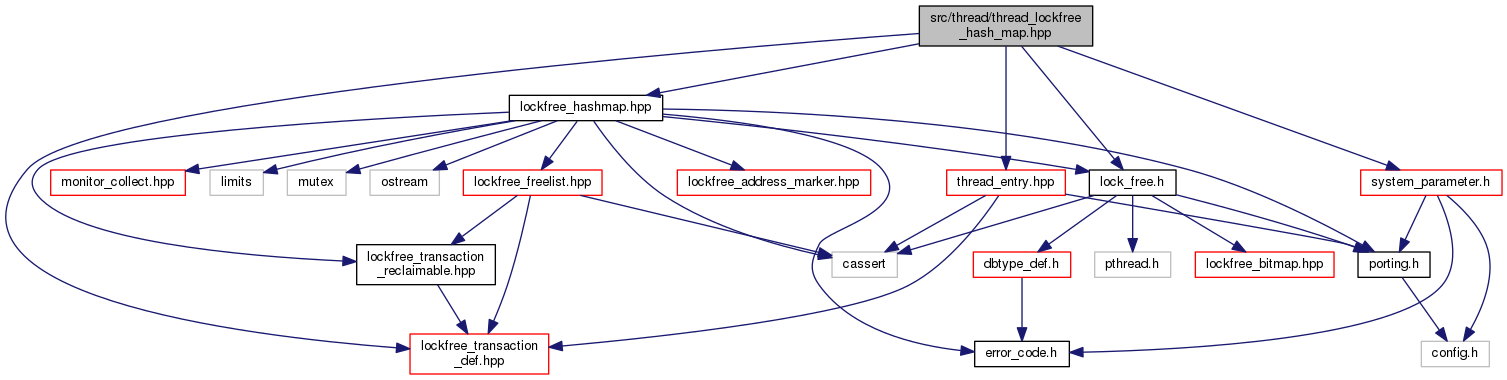 src/thread/thread_lockfree
_hash_map.hpp
lockfree_hashmap.hpp
monitor_collect.hpp
limits
mutex
ostream
lockfree_freelist.hpp
lockfree_address_marker.hpp
thread_entry.hpp
lock_free.h
system_parameter.h
lockfree_transaction
_reclaimable.hpp
cassert
dbtype_def.h
pthread.h
lockfree_bitmap.hpp
porting.h
lockfree_transaction
_def.hpp
error_code.h
config.h